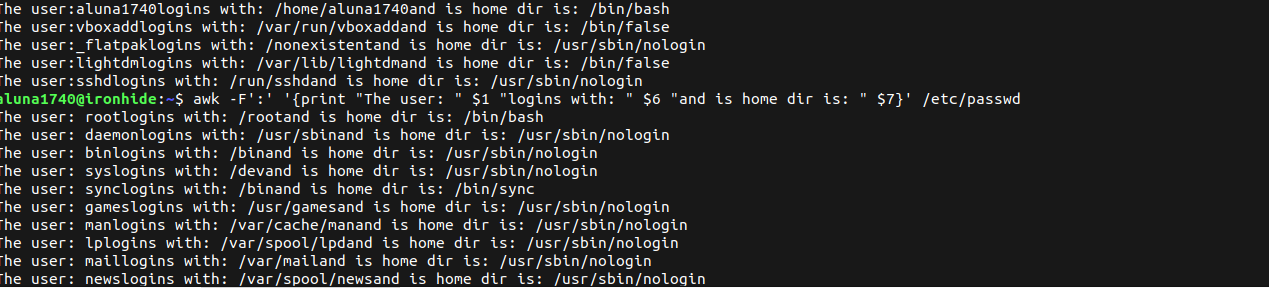 The user:aluna1740logins with: /home/aluna1740and is home dir is: /bin/bash
The user:vboxaddlogins with: /var/run/vboxaddand is home dir is: /bin/false
The user:_flatpaklogins with: /nonexistentand is home dir is: /usr/sbin/nologin
The user:lightdmlogins with: /var/lib/lightdmand is home dir is: /bin/false
The user:sshdlogins with: /run/sshdand is home dir is: /usr/sbin/nologin
aluna1740@ironhide:~$ awk -F':' '{print "The user: " $1 "logins with: " $6 "and is home dir is: " $7}' /etc/passwd
The user: rootlogins with: /rootand is home dir is: /bin/bash
The user: daemonlogins with: /usr/sbinand is home dir is: /usr/sbin/nologin
The user: binlogins with: /binand is home dir is: /usr/sbin/nologin
The user: syslogins with: /devand is home dir is: /usr/sbin/nologin
The user: synclogins with: /binand is home dir is: /bin/sync
The user: gameslogins with: /usr/gamesand is home dir is: /usr/sbin/nologin
The user: manlogins with: /var/cache/manand is home dir is: /usr/sbin/nologin
The user: lplogins with: /var/spool/lpdand is home dir is: /usr/sbin/nologin
The user: maillogins with: /var/mailand is home dir is: /usr/sbin/nologin
The user: newslogins with: /var/spool/newsand is home dir is: /usr/sbin/nologin